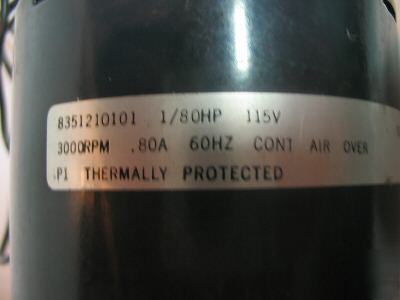 8351210101 1/80HP 115V
3000RPM .80A 60HZ CONT AIR OVER
.P1 THERMALLY PROTECTED